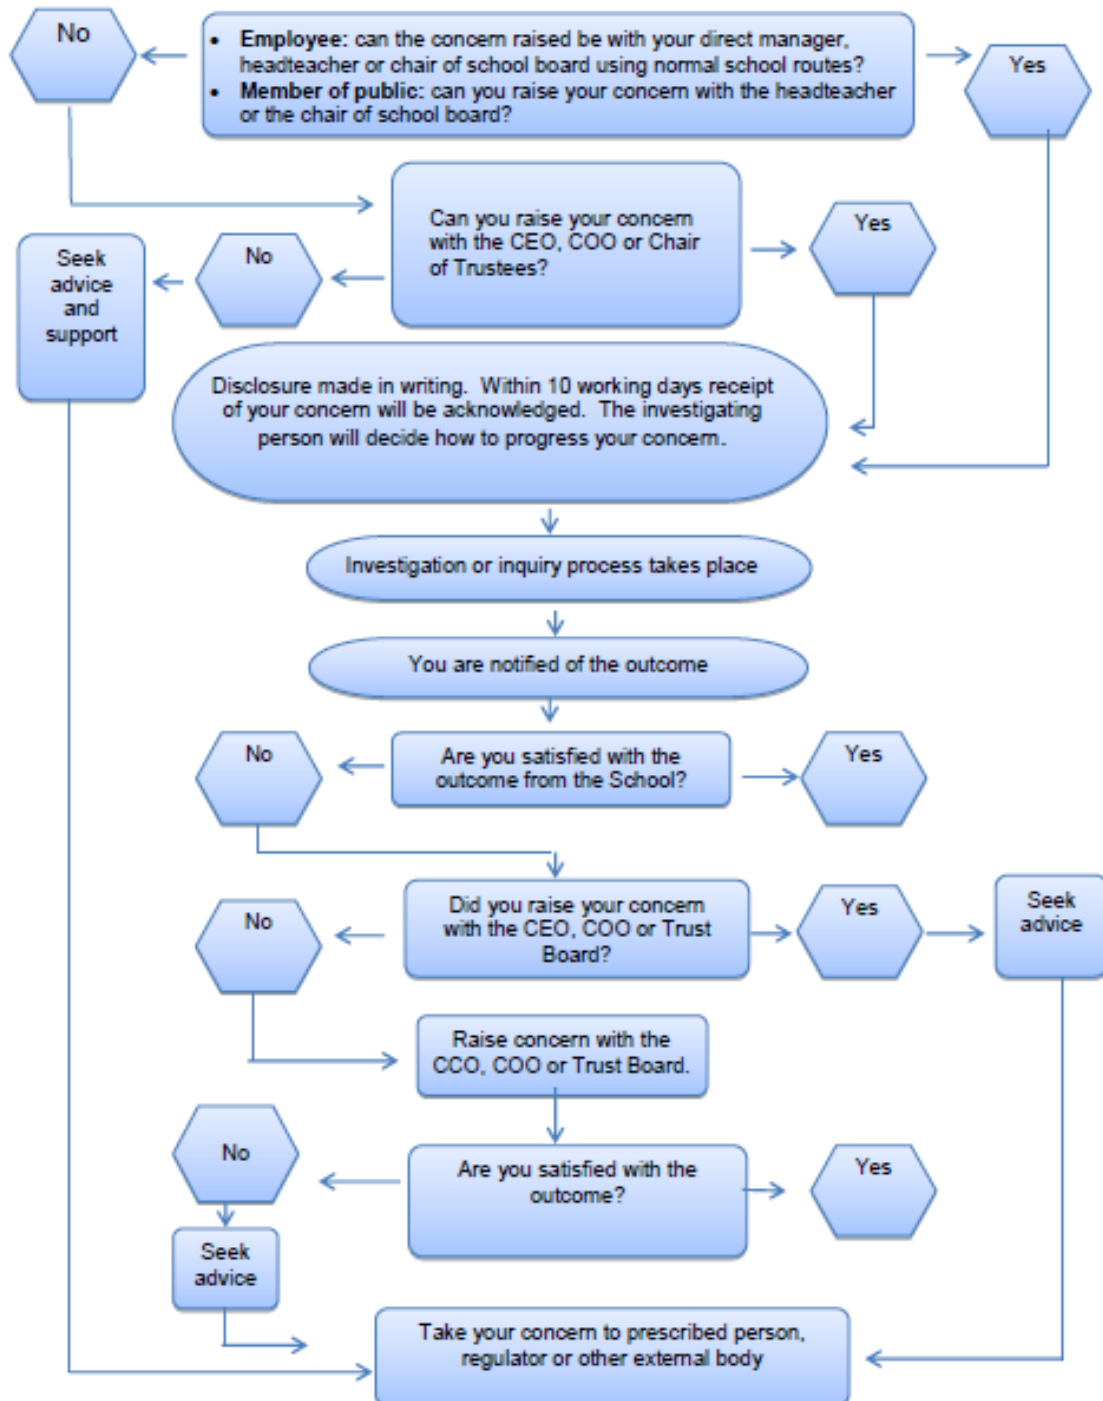 No
• Employee: can the concern raised be with your direct manager,
headteacher or chair of school board using normal school routes?
• Member of public: can you raise your concern with the headteacher
or the chair of school board?
Yes
Can you raise your concern
with the CEO, COO or Chair
of Trustees?
Yes
No
Seek
advice
and
support
Disclosure made in writing. Within 10 working days receipt
of your concern will be acknowledged. The investigating
person will decide how to progress your concern.
Investigation or inquiry process takes place
You are notified of the outcome
No
Are you satisfied with the
outcome from the School?
Yes
No
Did you raise your concern
with the CEO, COO or Trust
Board?
Yes
Seek
advice
Raise concern with the
CCO, COO or Trust Board.
No
Are you satisfied with the
outcome?
Yes
Seek
advice
Take your concern to prescribed person,
regulator or other external body